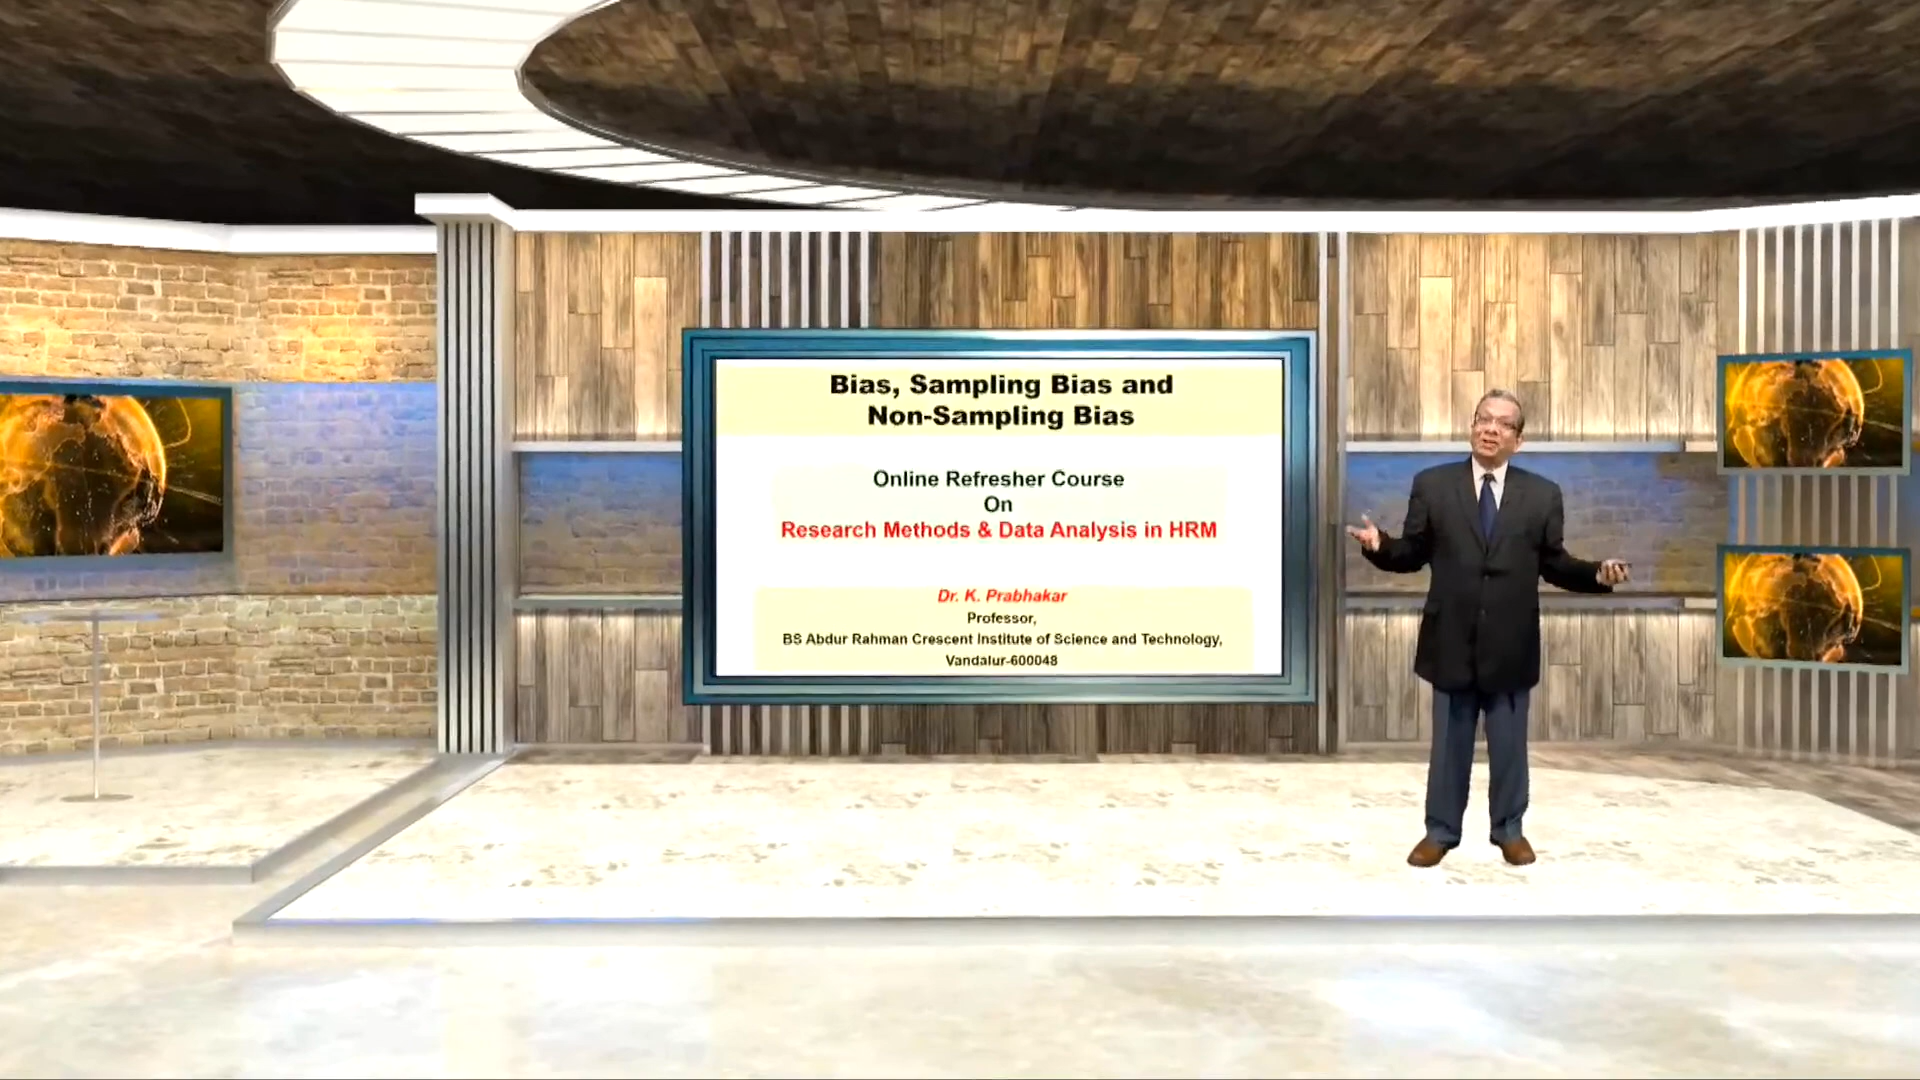 Bias, Sampling Bias and
Non-Sampling Bias
Online Refresher Course
On
Research Methods & Data Analysis in HRM
Dr. K. Prabhakar
Professor,
BS Abdur Rahman Crescent Institute of Science and Technology,
Vandalur-600048